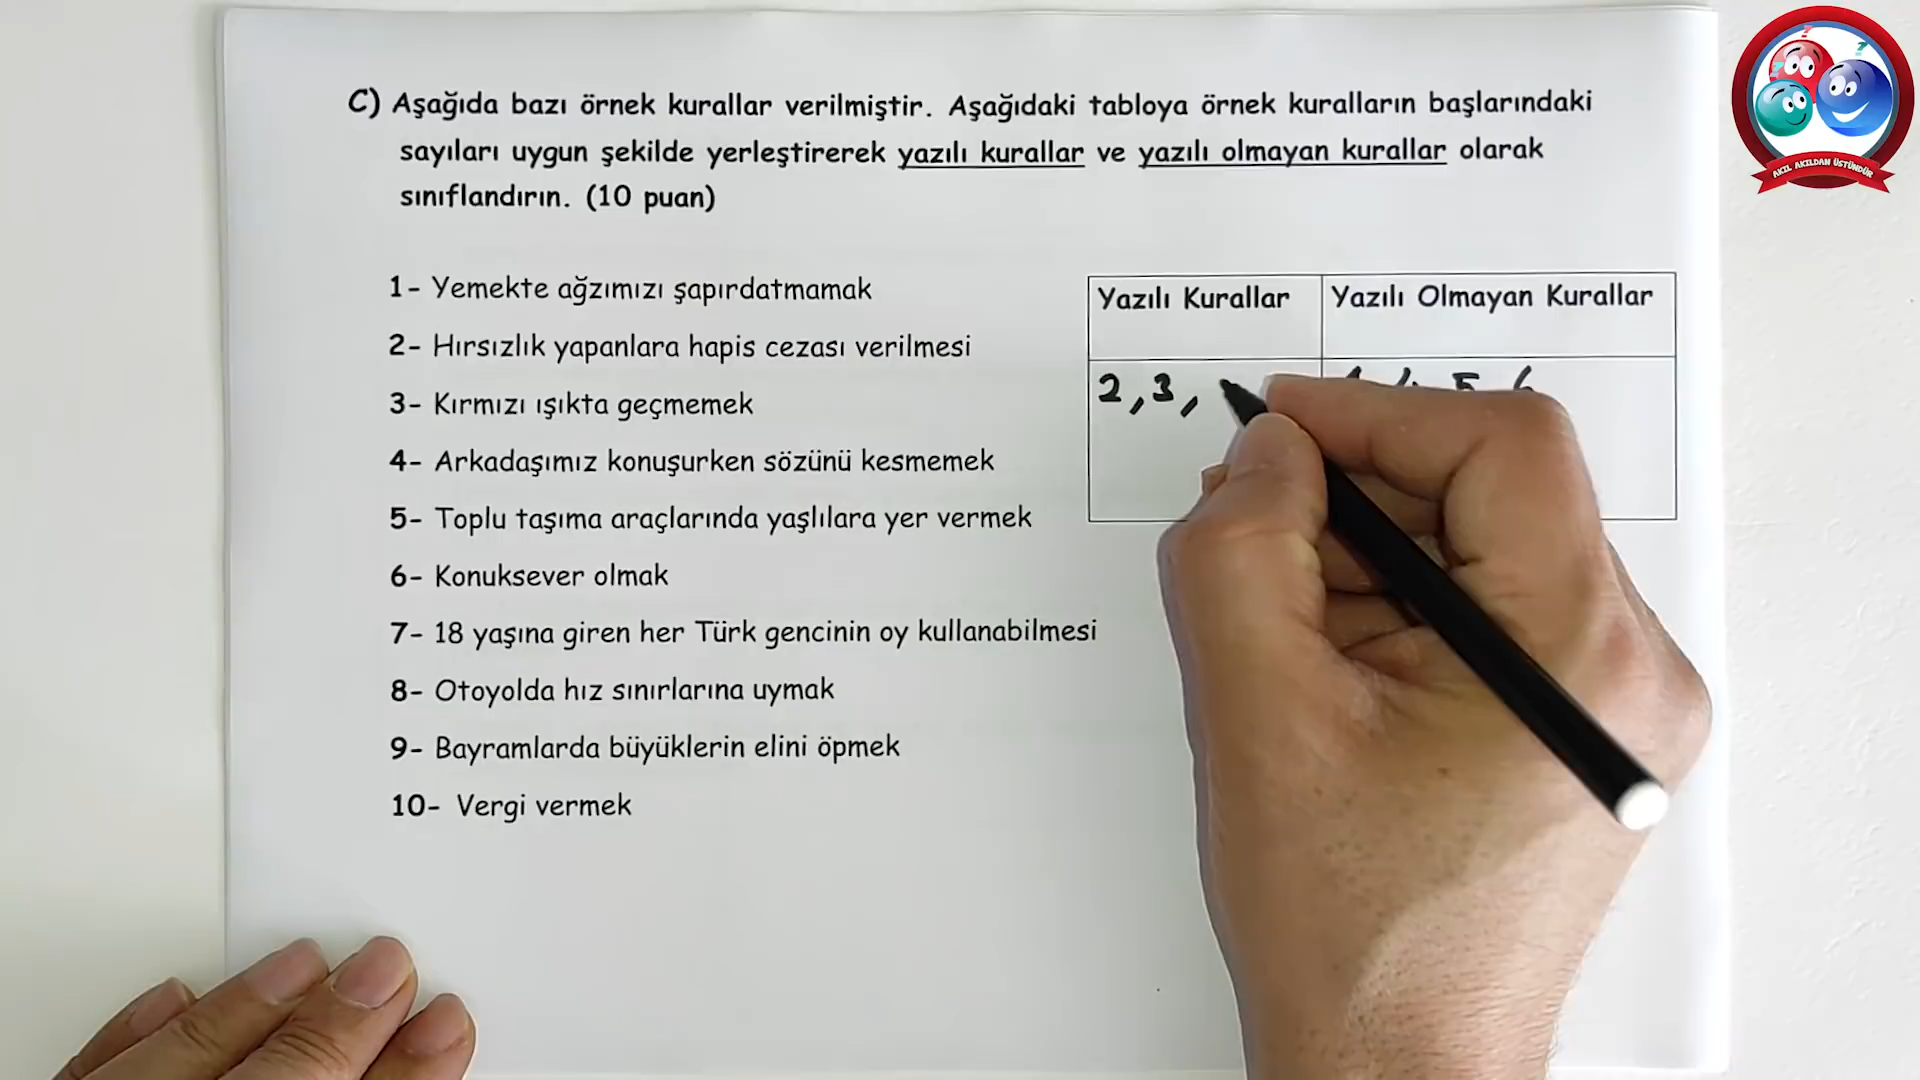 C) Aşağıda bazı örnek kurallar verilmiştir. Aşağıdaki tabloya örnek kuralların başlarındaki
sayıları uygun şekilde yerleştirerek yazılı kurallar ve yazılı olmayan kurallar olarak
sınıflandırın. (10 puan)
1- Yemekte ağzımızı şapırdatmamak
2- Hırsızlık yapanlara hapis cezası verilmesi
3- Kırmızı ışıkta geçmemek
4- Arkadaşımız konuşurken sözünü kesmemek
5- Toplu taşıma araçlarında yaşlılara yer vermek
6- Konuksever olmak
7- 18 yaşına giren her Türk gencinin oy kullanabilmesi
8- Otoyolda hız sınırlarına uymak
9- Bayramlarda büyüklerin elini öpmek
10- Vergi vermek
Yazılı Kurallar
Yazılı Olmayan Kurallar
2,3,
AKIL AKILDAN ÜSTÜNDÜR